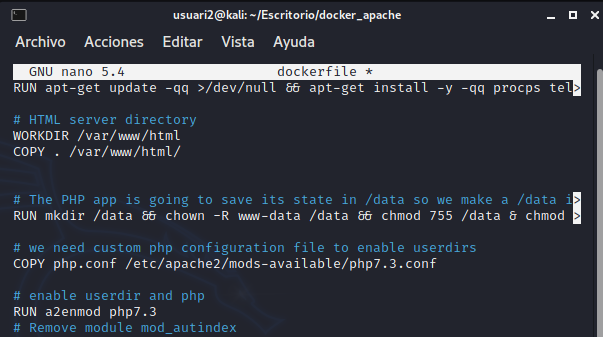 usuari2@kali: ~/Escritorio/docker_apache
Archivo Acciones Editar Vista Ayuda
GNU nano 5.4 dockerfile *
RUN apt-get update -qq >/dev/null && apt-get install -y -qq procps tel>
# HTML server directory
WORKDIR /var/www/html
COPY . /var/www/html/
# The PHP app is going to save its state in /data so we make a /data i>
RUN mkdir /data && chown -R www-data /data && chmod 755 /data & chmod >
# we need custom php configuration file to enable userdirs
COPY php.conf /etc/apache2/mods-available/php7.3.conf
# enable userdir and php
RUN a2enmod php7.3
# Remove module mod_autindex